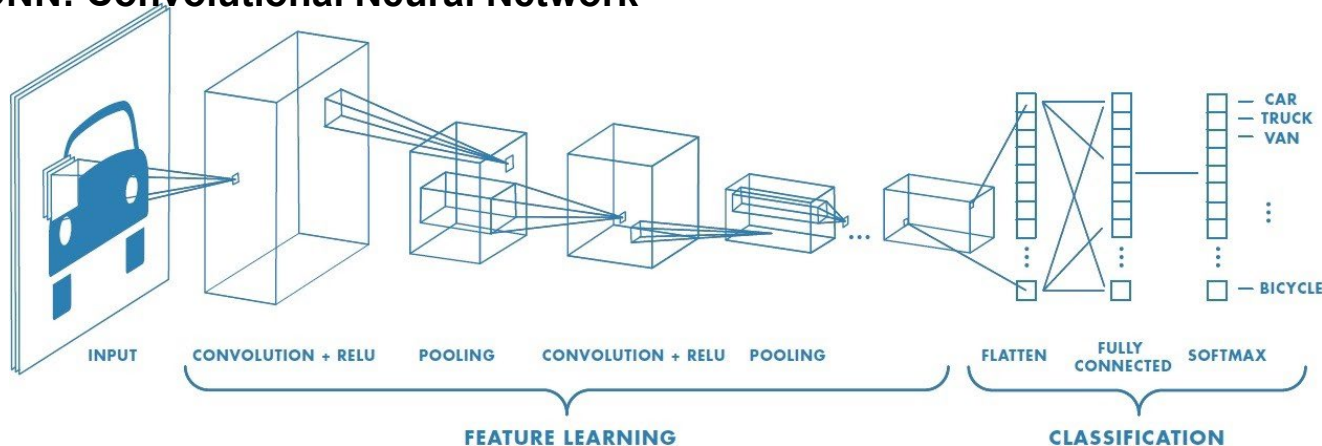 CNN: Convolutional Neural Network
CAR
TRUCK
VAN
BICYCLE
INPUT
CONVOLUTION + RELU
POOLING
CONVOLUTION + RELU
POOLING
FLATTEN
FULLY
CONNECTED
SOFTMAX
FEATURE LEARNING
CLASSIFICATION